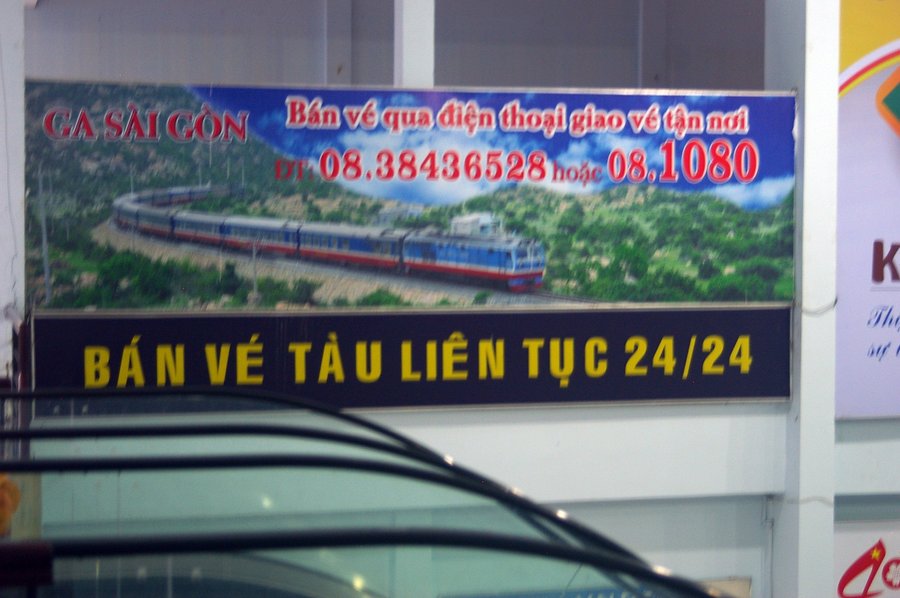 GA SÀI GÒN
Bán vé qua điện thoại giao vé tận nơi
ĐT: 08.38436528 hoặc 08.1080
BÁN VÉ TÀU LIÊN TỤC 24/24
K